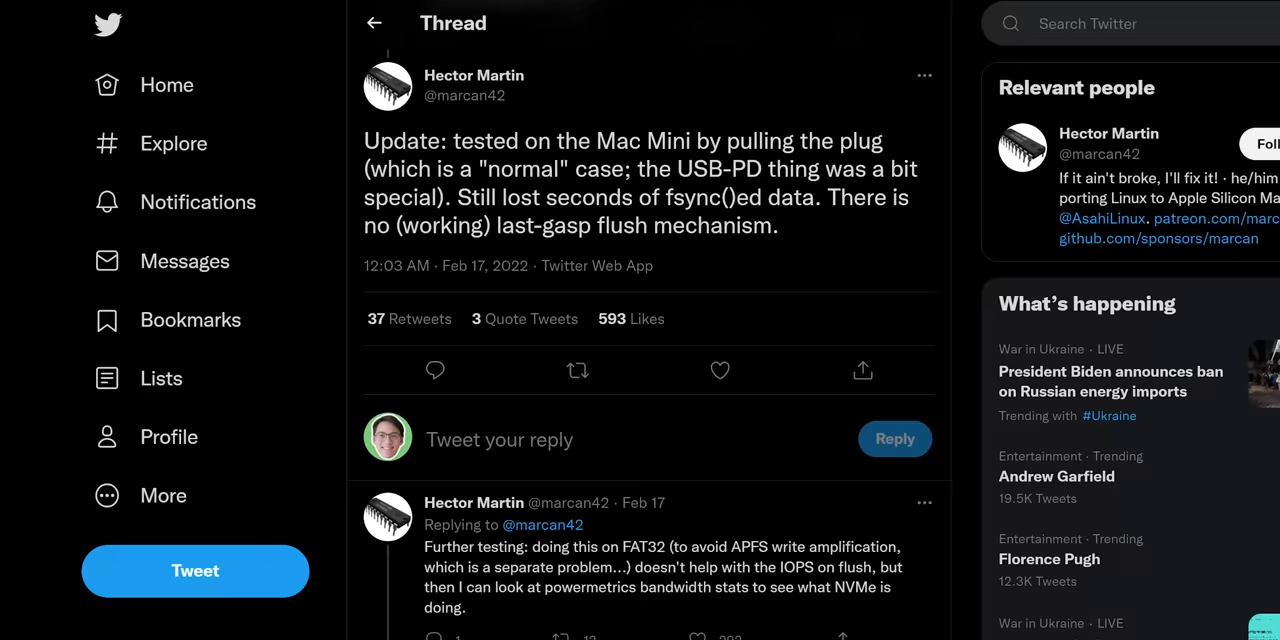 Home
Explore
Notifications
Messages
Bookmarks
Lists
Profile
More
Tweet
Thread
Hector Martin
@marcan42
Update: tested on the Mac Mini by pulling the plug
(which is a "normal" case; the USB-PD thing was a bit
special). Still lost seconds of fsync()ed data. There is
no (working) last-gasp flush mechanism.
12:03 AM · Feb 17, 2022 · Twitter Web App
37 Retweets 3 Quote Tweets 593 Likes
Tweet your reply
Reply
Hector Martin @marcan42 · Feb 17
Replying to @marcan42
Further testing: doing this on FAT32 (to avoid APFS write amplification,
which is a separate problem...) doesn't help with the IOPS on flush, but
then I can look at powermetrics bandwidth stats to see what NVMe is
doing.
Search Twitter
Relevant people
Hector Martin
@marcan42
Foll
If it ain't broke, I'll fix it! · he/him
porting Linux to Apple Silicon Ma
@AsahiLinux. patreon.com/marc
github.com/sponsors/marcan
What's happening
War in Ukraine · LIVE
President Biden announces ban
on Russian energy imports
Trending with #Ukraine
Entertainment · Trending
Andrew Garfield
19.5K Tweets
Entertainment · Trending
Florence Pugh
12.3K Tweets
War in Ukraine · LIVE